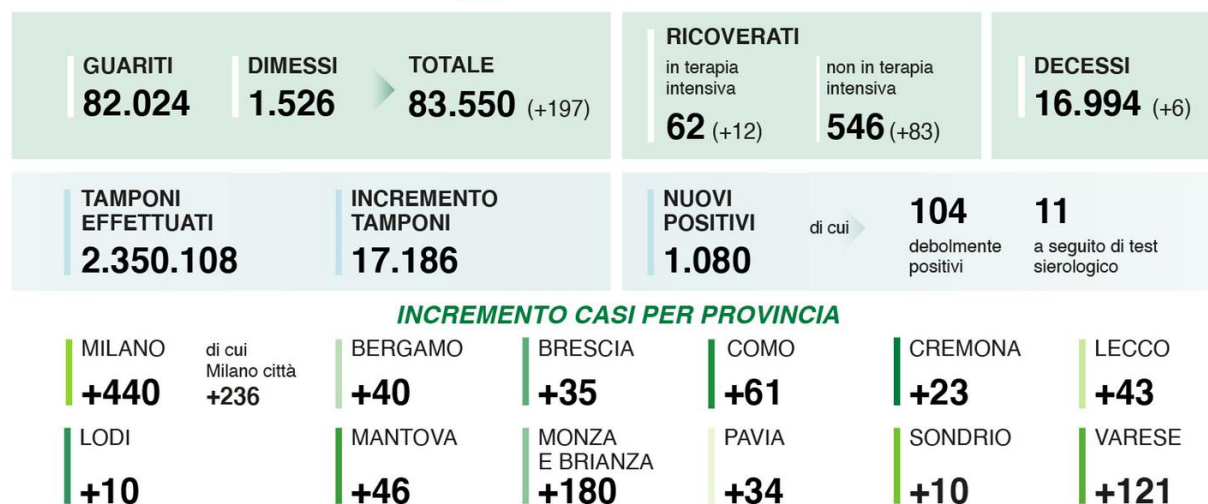 GUARITI
82.024
DIMESSI
1.526
TOTALE
83.550 (+197)
RICOVERATI
in terapia
intensiva
62 (+12)
non in terapia
intensiva
546 (+83)
DECESSI
16.994 (+6)
TAMPONI
EFFETTUATI
2.350.108
INCREMENTO
TAMPONI
17.186
NUOVI
POSITIVI
1.080
di cui
104
debolmente
positivi
11
a seguito di test
sierologico
INCREMENTO CASI PER PROVINCIA
MILANO
+440
di cui
Milano città
+236
BERGAMO
+40
BRESCIA
+35
COMO
+61
CREMONA
+23
LECCO
+43
LODI
+10
MANTOVA
+46
MONZA
E BRIANZA
+180
PAVIA
+34
SONDRIO
+10
VARESE
+121